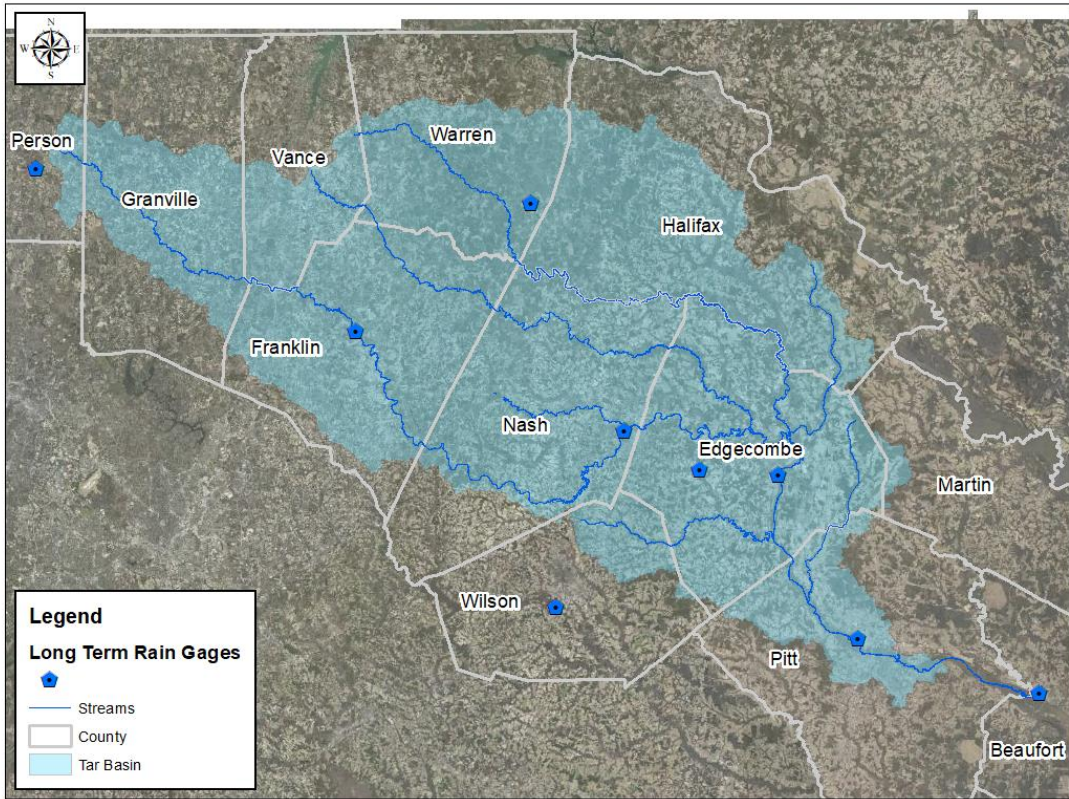 N
W E
S
Person
Granville
Vance
Warren
Halifax
Franklin
Nash
Edgecombe
Martin
Wilson
Pitt
Beaufort
Legend
Long Term Rain Gages
Streams
County
Tar Basin